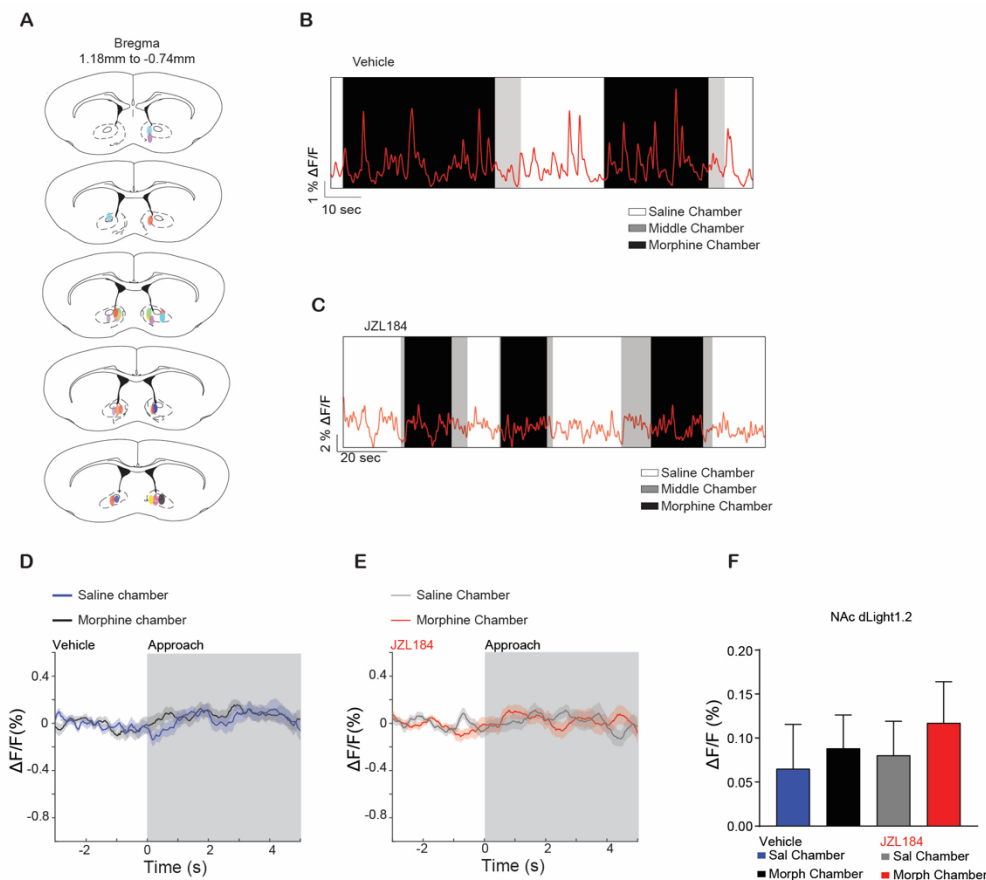 A
Bregma
1.18mm to -0.74mm
B
Vehicle
1 % ΔF/F
10 sec
Saline Chamber
Middle Chamber
Morphine Chamber
C
JZL184
2 % ΔF/F
20 sec
Saline Chamber
Middle Chamber
Morphine Chamber
D
Saline chamber
Morphine chamber
Vehicle
Approach
ΔF/F(%)
0.4
0
-0.4
-0.8
-2
0
2
4
Time (s)
E
Saline Chamber
Morphine Chamber
JZL184
Approach
ΔF/F(%)
0.4
0
-0.4
-0.8
-2
0
2
4
Time (s)
F
NAc dLight1.2
ΔF/F (%)
0.20
0.15
0.10
0.05
0.00
Vehicle
Sal Chamber
Morph Chamber
JZL184
Sal Chamber
Morph Chamber